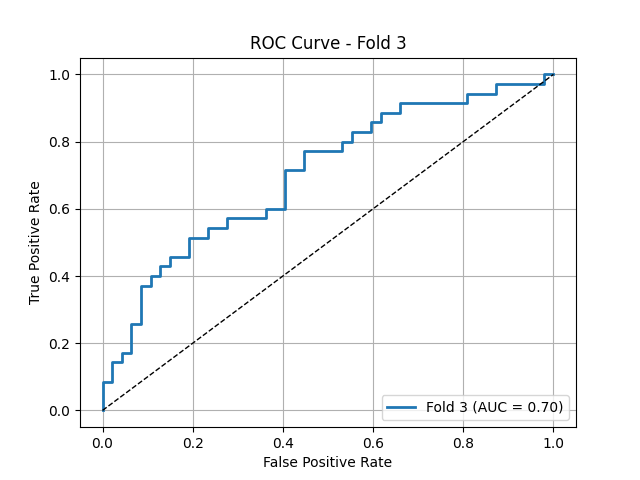 ROC Curve - Fold 3
True Positive Rate
1.0
0.8
0.6
0.4
0.2
0.0
0.0 0.2 0.4 0.6 0.8 1.0
False Positive Rate
Fold 3 (AUC = 0.70)